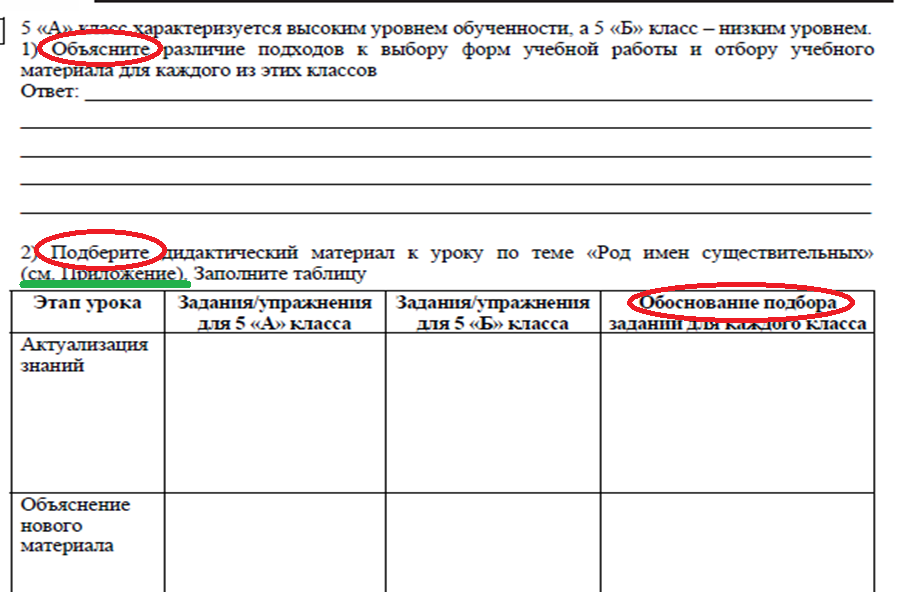 5 «А» класс характеризуется высоким уровнем обученности, а 5 «Б» класс – низким уровнем.
1) Объясните различие подходов к выбору форм учебной работы и отбору учебного
материала для каждого из этих классов
Ответ:
2) Подберите дидактический материал к уроку по теме «Род имен существительных»
(см. Приложение). Заполните таблицу
Этап урока
Задания/упражнения
для 5 «А» класса
Задания/упражнения
для 5 «Б» класса
Обоснование подбора
заданий для каждого класса
Актуализация
знаний
Объяснение
нового
материала